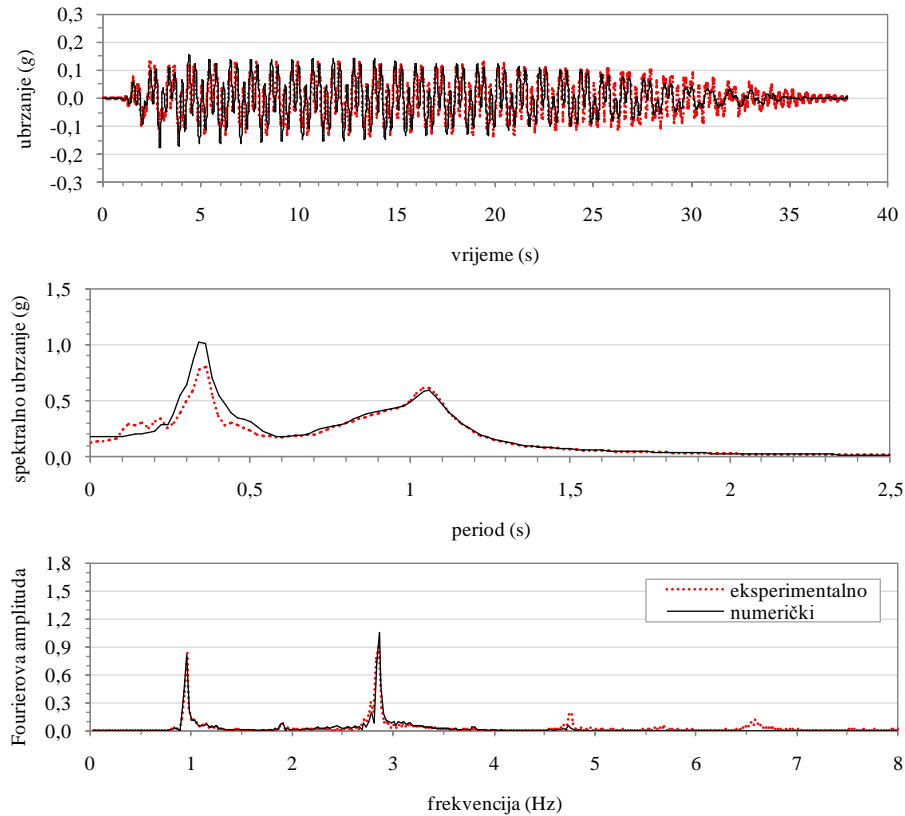 0,3
0,2
0,1
0,0
-0,1
-0,2
-0,3
ubrzanje (g)
0 5 10 15 20 25 30 35 40
vrijeme (s)
1,5
1,0
0,5
0,0
spektralno ubrzanje (g)
0 0,5 1 1,5 2 2,5
period (s)
1,8
1,5
1,2
0,9
0,6
0,3
0,0
Fourierova amplituda
eksperimentalno
numerički
0 1 2 3 4 5 6 7 8
frekvencija (Hz)